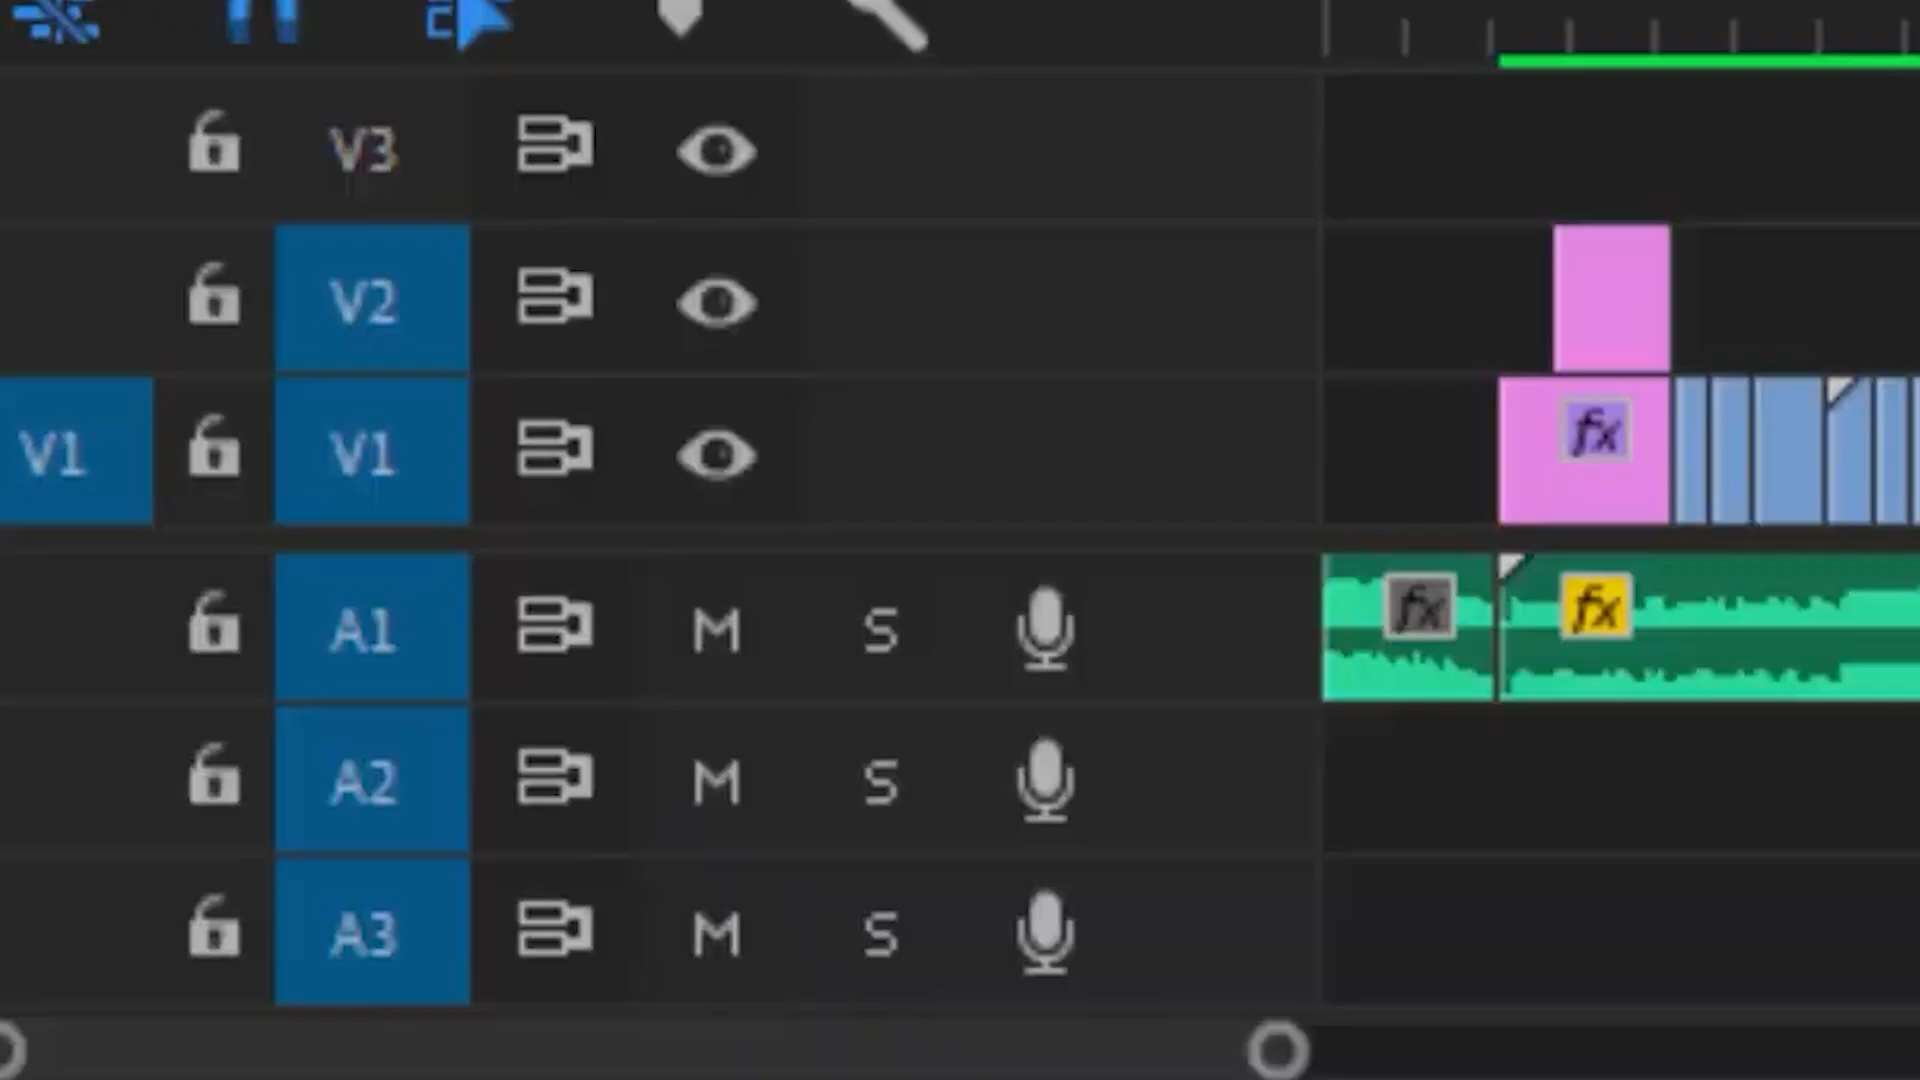 V3
V2
V1 V1 fx
A1 M S fx fx
A2 M S
A3 M S